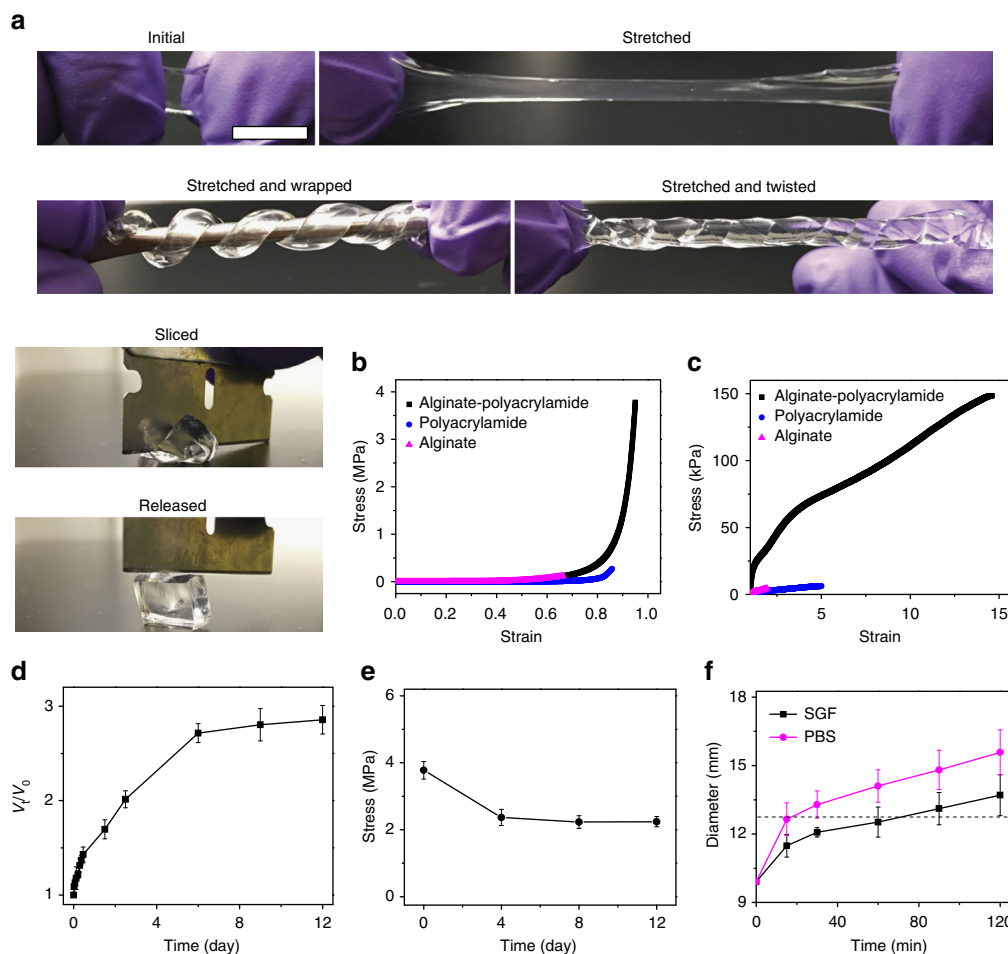 a
Initial
Stretched
Stretched and wrapped
Stretched and twisted
Sliced
Released
b
Stress (MPa)
4
3
2
1
0
Alginate-polyacrylamide
Polyacrylamide
Alginate
0.0 0.2 0.4 0.6 0.8 1.0
Strain
c
Stress (kPa)
150
100
50
0
Alginate-polyacrylamide
Polyacrylamide
Alginate
5 10 15
Strain
d
Vt/V0
3
2
1
0 4 8 12
Time (day)
e
Stress (MPa)
6
4
2
0
0 4 8 12
Time (day)
f
Diameter (mm)
18
15
12
9
SGF
PBS
0 40 80 120
Time (min)